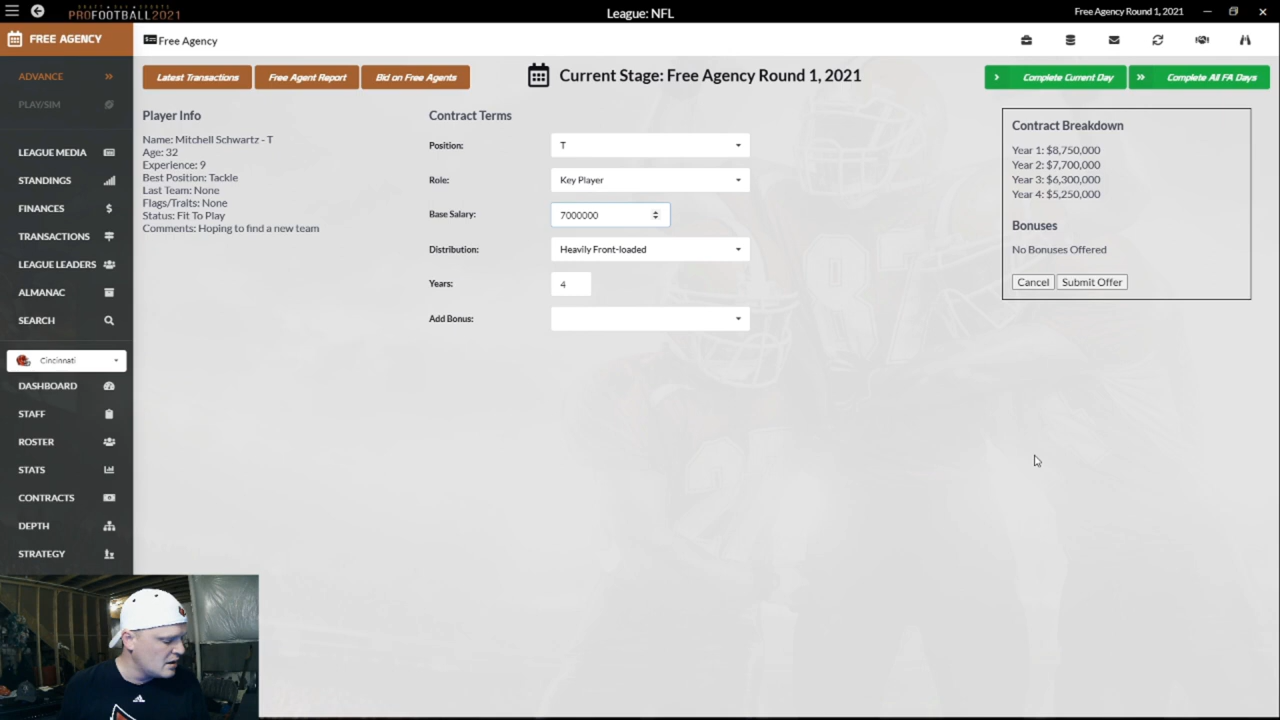 DRAFT DAY SPORTS
PROFOOTBALL2021
League: NFL
Free Agency Round 1, 2021
FREE AGENCY
Free Agency
ADVANCE
PLAY/SIM
LEAGUE MEDIA
STANDINGS
FINANCES
TRANSACTIONS
LEAGUE LEADERS
ALMANAC
SEARCH
Cincinnati
DASHBOARD
STAFF
ROSTER
STATS
CONTRACTS
DEPTH
STRATEGY
Latest Transactions
Free Agent Report
Bid on Free Agents
Current Stage: Free Agency Round 1, 2021
Complete Current Day
Complete All FA Days
Player Info
Name: Mitchell Schwartz - T
Age: 32
Experience: 9
Best Position: Tackle
Last Team: None
Flags/Traits: None
Status: Fit To Play
Comments: Hoping to find a new team
Contract Terms
Position: T
Role: Key Player
Base Salary: 7000000
Distribution: Heavily Front-loaded
Years: 4
Add Bonus:
Contract Breakdown
Year 1: $8,750,000
Year 2: $7,700,000
Year 3: $6,300,000
Year 4: $5,250,000
Bonuses
No Bonuses Offered
Cancel
Submit Offer